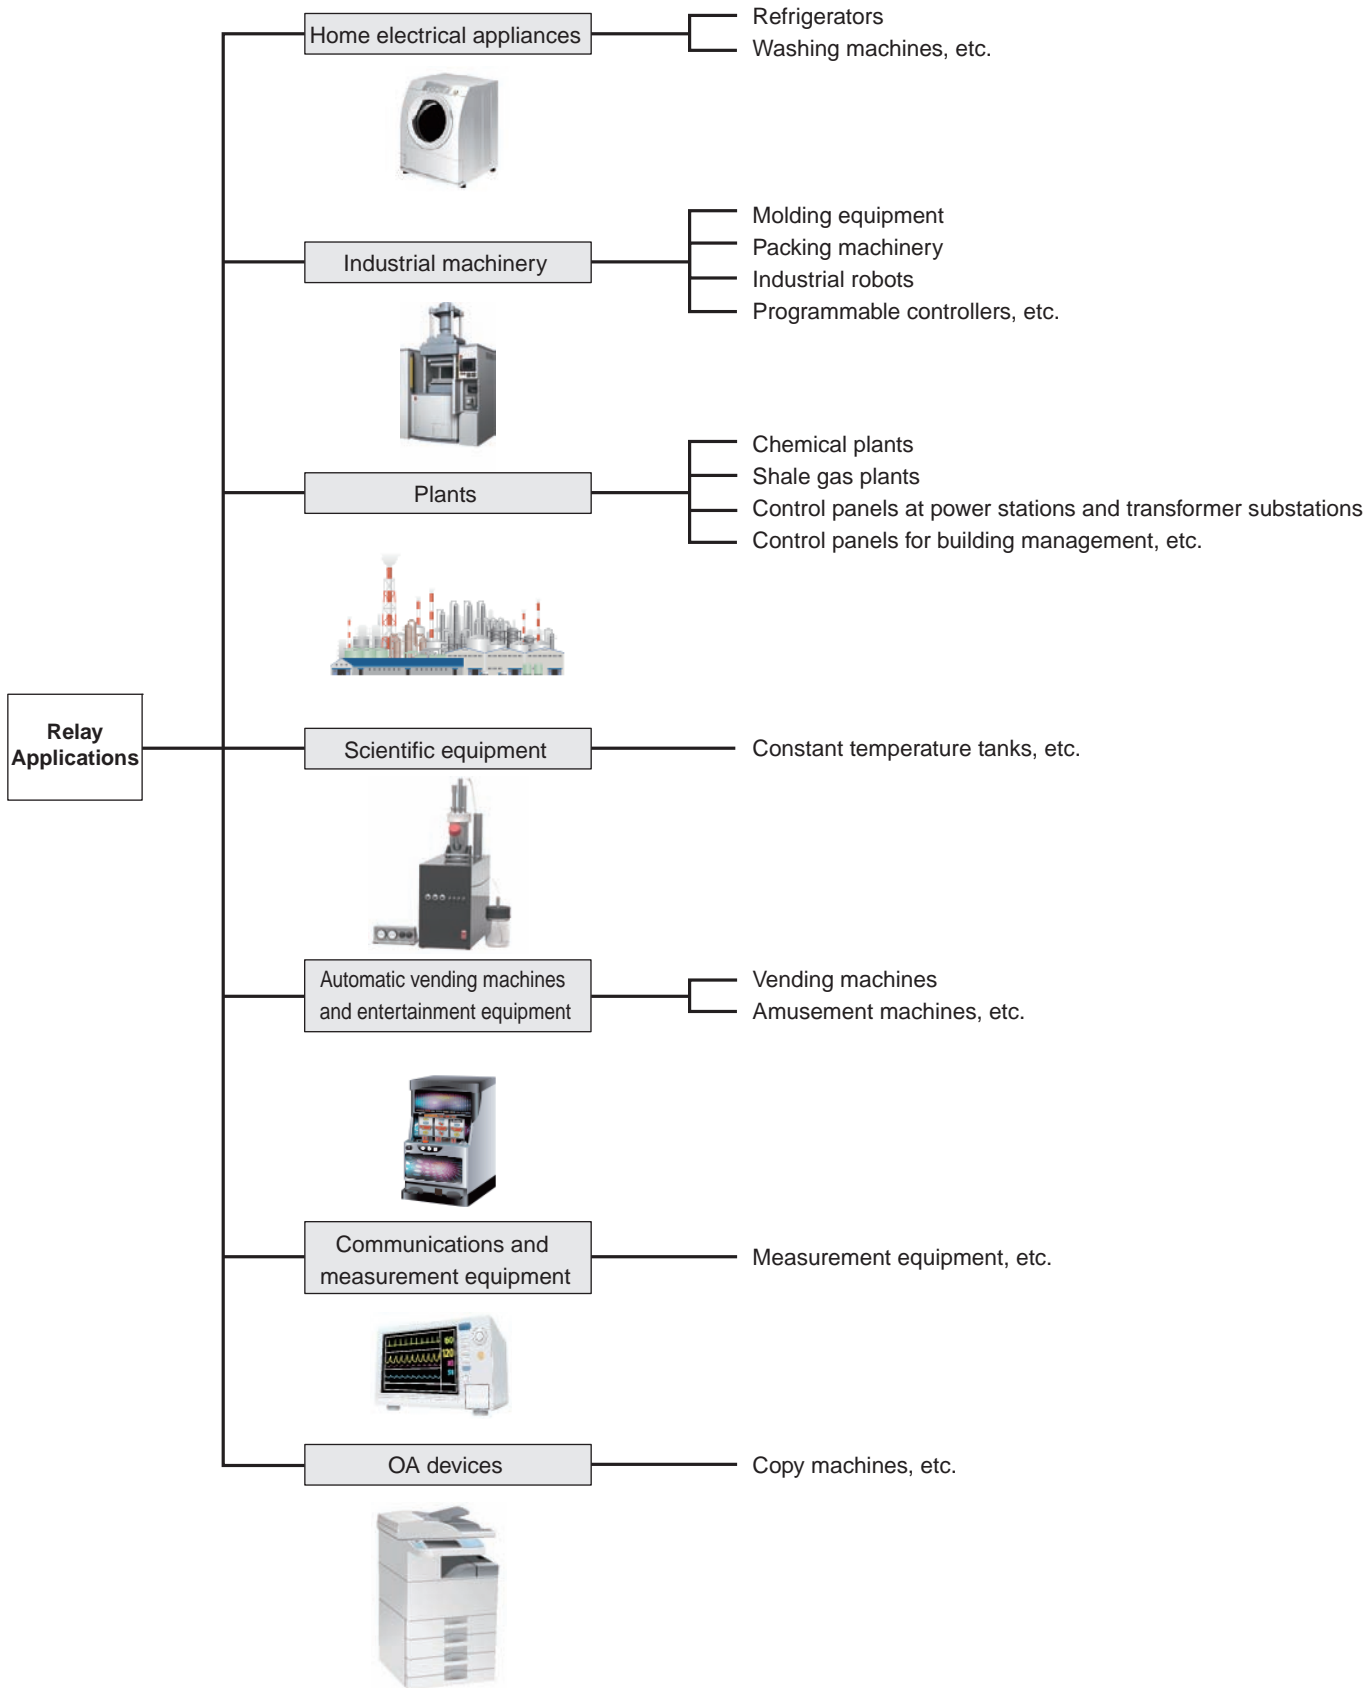 Refrigerators
Home electrical appliances
Washing machines, etc.
Molding equipment
Packing machinery
Industrial machinery
Industrial robots
Programmable controllers, etc.
Chemical plants
Shale gas plants
Plants
Control panels at power stations and transformer substations
Control panels for building management, etc.
Relay
Applications
Scientific equipment
Constant temperature tanks, etc.
Automatic vending machines
and entertainment equipment
Vending machines
Amusement machines, etc.
Communications and
measurement equipment
Measurement equipment, etc.
60
120
OA devices
Copy machines, etc.